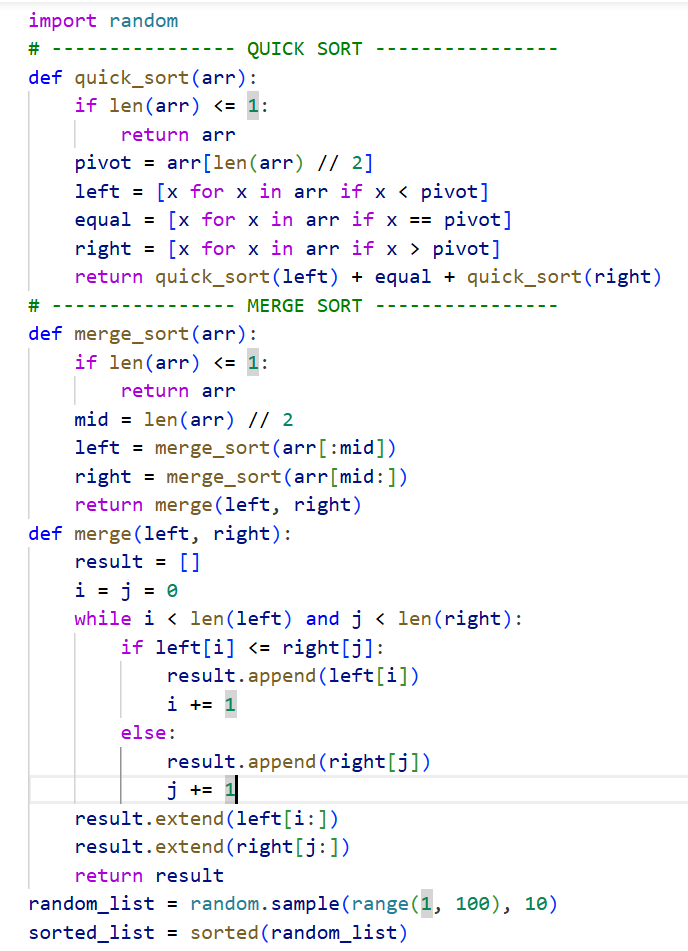 import random
# ---------------- QUICK SORT ----------------
def quick_sort(arr):
    if len(arr) <= 1:
        return arr
    pivot = arr[len(arr) // 2]
    left = [x for x in arr if x < pivot]
    equal = [x for x in arr if x == pivot]
    right = [x for x in arr if x > pivot]
    return quick_sort(left) + equal + quick_sort(right)
# ---------------- MERGE SORT ----------------
def merge_sort(arr):
    if len(arr) <= 1:
        return arr
    mid = len(arr) // 2
    left = merge_sort(arr[:mid])
    right = merge_sort(arr[mid:])
    return merge(left, right)
def merge(left, right):
    result = []
    i = j = 0
    while i < len(left) and j < len(right):
        if left[i] <= right[j]:
            result.append(left[i])
            i += 1
        else:
            result.append(right[j])
            j += 1
    result.extend(left[i:])
    result.extend(right[j:])
    return result
random_list = random.sample(range(1, 100), 10)
sorted_list = sorted(random_list)